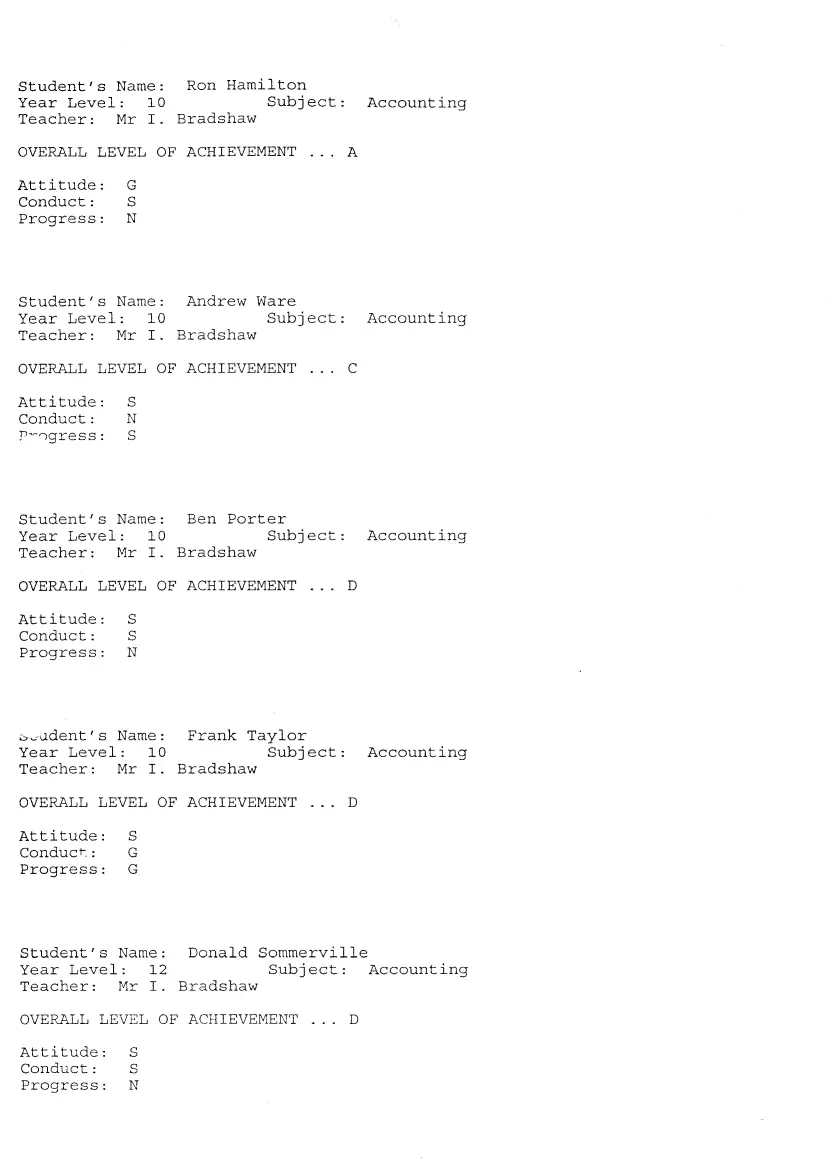 Student's Name: Ron Hamilton
Year Level: 10 Subject: Accounting
Teacher: Mr I. Bradshaw
OVERALL LEVEL OF ACHIEVEMENT ... A
Attitude: G
Conduct: S
Progress: N
Student's Name: Andrew Ware
Year Level: 10 Subject: Accounting
Teacher: Mr I. Bradshaw
OVERALL LEVEL OF ACHIEVEMENT ... C
Attitude: S
Conduct: N
Progress: S
Student's Name: Ben Porter
Year Level: 10 Subject: Accounting
Teacher: Mr I. Bradshaw
OVERALL LEVEL OF ACHIEVEMENT ... D
Attitude: S
Conduct: S
Progress: N
Student's Name: Frank Taylor
Year Level: 10 Subject: Accounting
Teacher: Mr I. Bradshaw
OVERALL LEVEL OF ACHIEVEMENT ... D
Attitude: S
Conduct: G
Progress: G
Student's Name: Donald Sommerville
Year Level: 12 Subject: Accounting
Teacher: Mr I. Bradshaw
OVERALL LEVEL OF ACHIEVEMENT ... D
Attitude: S
Conduct: S
Progress: N